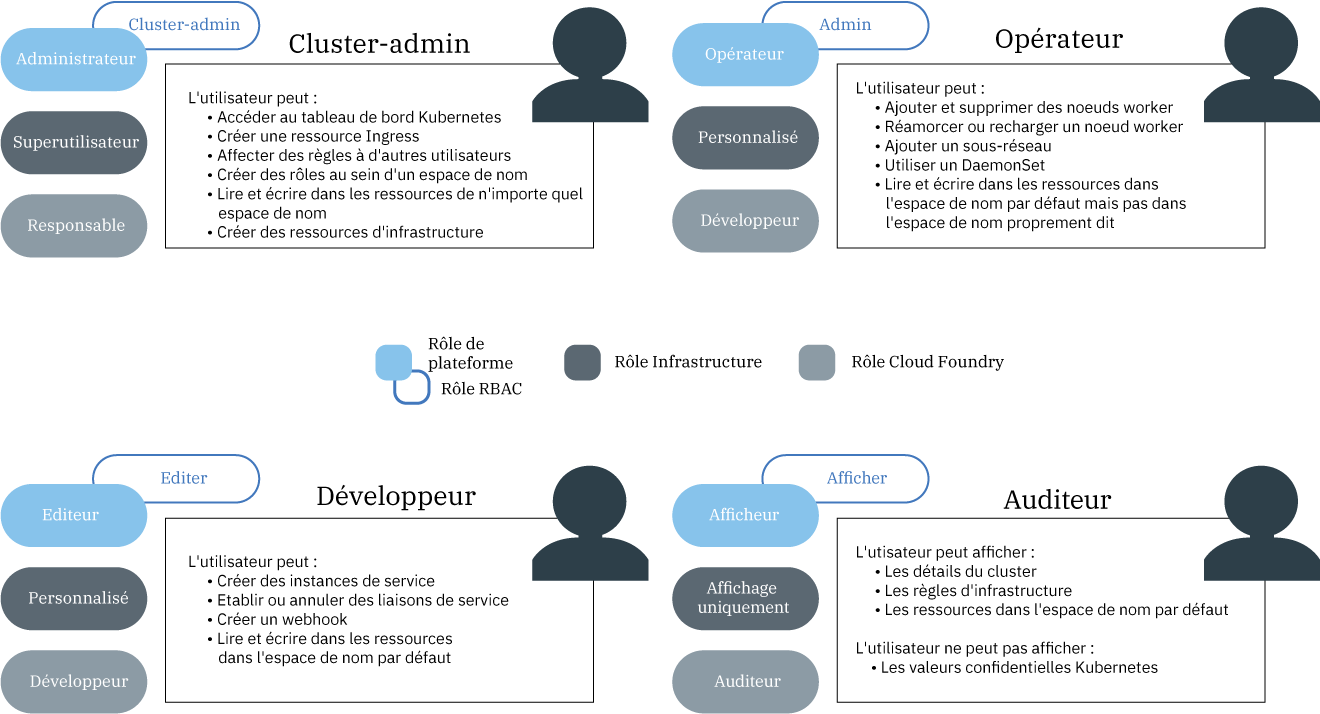 Cluster-admin
Administrateur
Superutilisateur
Responsable
Cluster-admin
L'utilisateur peut :
• Accéder au tableau de bord Kubernetes
• Créer une ressource Ingress
• Affecter des règles à d'autres utilisateurs
• Créer des rôles au sein d'un espace de nom
• Lire et écrire dans les ressources de n'importe quel
espace de nom
• Créer des ressources d'infrastructure
Admin
Opérateur
Personnalisé
Développeur
Opérateur
L'utilisateur peut :
• Ajouter et supprimer des noeuds worker
• Réamorcer ou recharger un noeud worker
• Ajouter un sous-réseau
• Utiliser un DaemonSet
• Lire et écrire dans les ressources dans
l'espace de nom par défaut mais pas dans
l'espace de nom proprement dit
Rôle de
plateforme
Rôle RBAC
Rôle Infrastructure
Rôle Cloud Foundry
Editer
Editeur
Personnalisé
Développeur
Développeur
L'utilisateur peut :
• Créer des instances de service
• Etablir ou annuler des liaisons de service
• Créer un webhook
• Lire et écrire dans les ressources
dans l'espace de nom par défaut
Afficher
Afficheur
Affichage
uniquement
Auditeur
Auditeur
L'utisateur peut afficher :
• Les détails du cluster
• Les règles d'infrastructure
• Les ressources dans l'espace de nom par défaut
L'utilisateur ne peut pas afficher :
• Les valeurs confidentielles Kubernetes